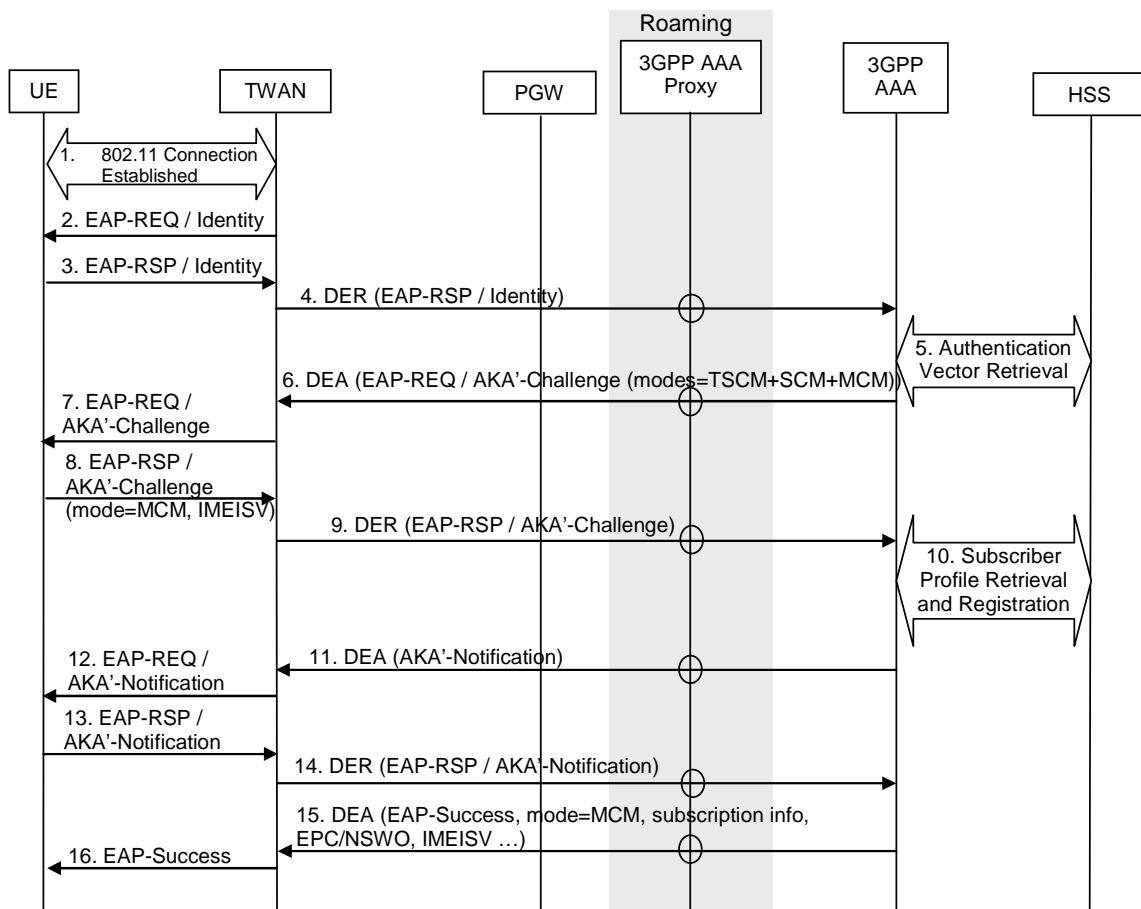 Roaming
UE
TWAN
PGW
3GPP AAA
Proxy
3GPP
AAA
HSS
1. 802.11 Connection
Established
2. EAP-REQ / Identity
3. EAP-RSP / Identity
4. DER (EAP-RSP / Identity)
5. Authentication
Vector Retrieval
6. DEA (EAP-REQ / AKA’-Challenge (modes=TSCM+SCM+MCM))
7. EAP-REQ /
AKA’-Challenge
8. EAP-RSP /
AKA’-Challenge
(mode=MCM, IMEISV)
9. DER (EAP-RSP / AKA’-Challenge)
10. Subscriber
Profile Retrieval
and Registration
11. DEA (AKA’-Notification)
12. EAP-REQ /
AKA’-Notification
13. EAP-RSP /
AKA’-Notification
14. DER (EAP-RSP / AKA’-Notification)
15. DEA (EAP-Success, mode=MCM, subscription info,
EPC/NSWO, IMEISV …)
16. EAP-Success